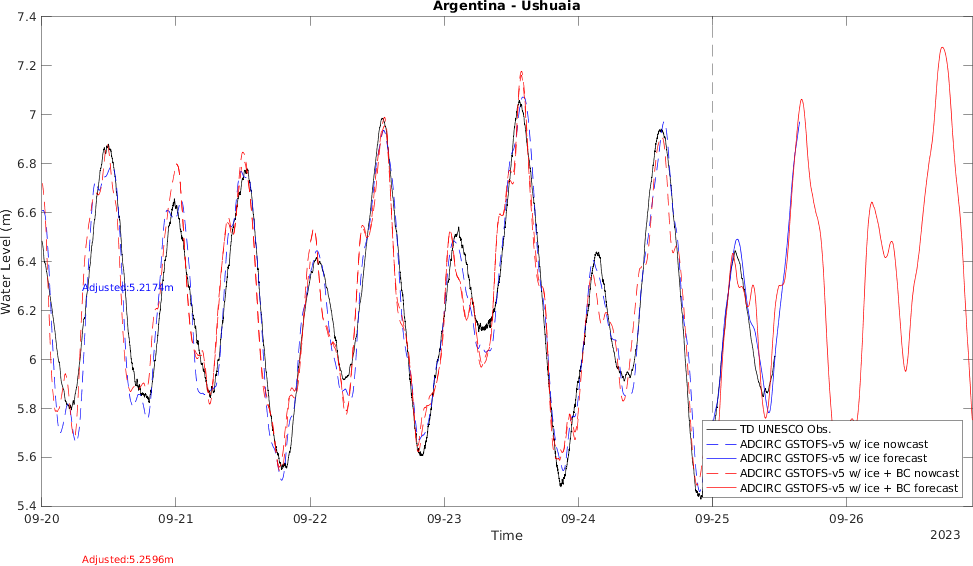 Argentina - Ushuaia
7.4
7.2
7
6.8
6.6
6.4
6.2
6
5.8
5.6
5.4
Water Level (m)
Adjusted:5.2174m
TD UNESCO Obs.
ADCIRC GSTOFS-v5 w/ ice nowcast
ADCIRC GSTOFS-v5 w/ ice forecast
ADCIRC GSTOFS-v5 w/ ice + BC nowcast
ADCIRC GSTOFS-v5 w/ ice + BC forecast
09-20 09-21 09-22 09-23 09-24 09-25 09-26
Time
2023
Adjusted:5.2596m